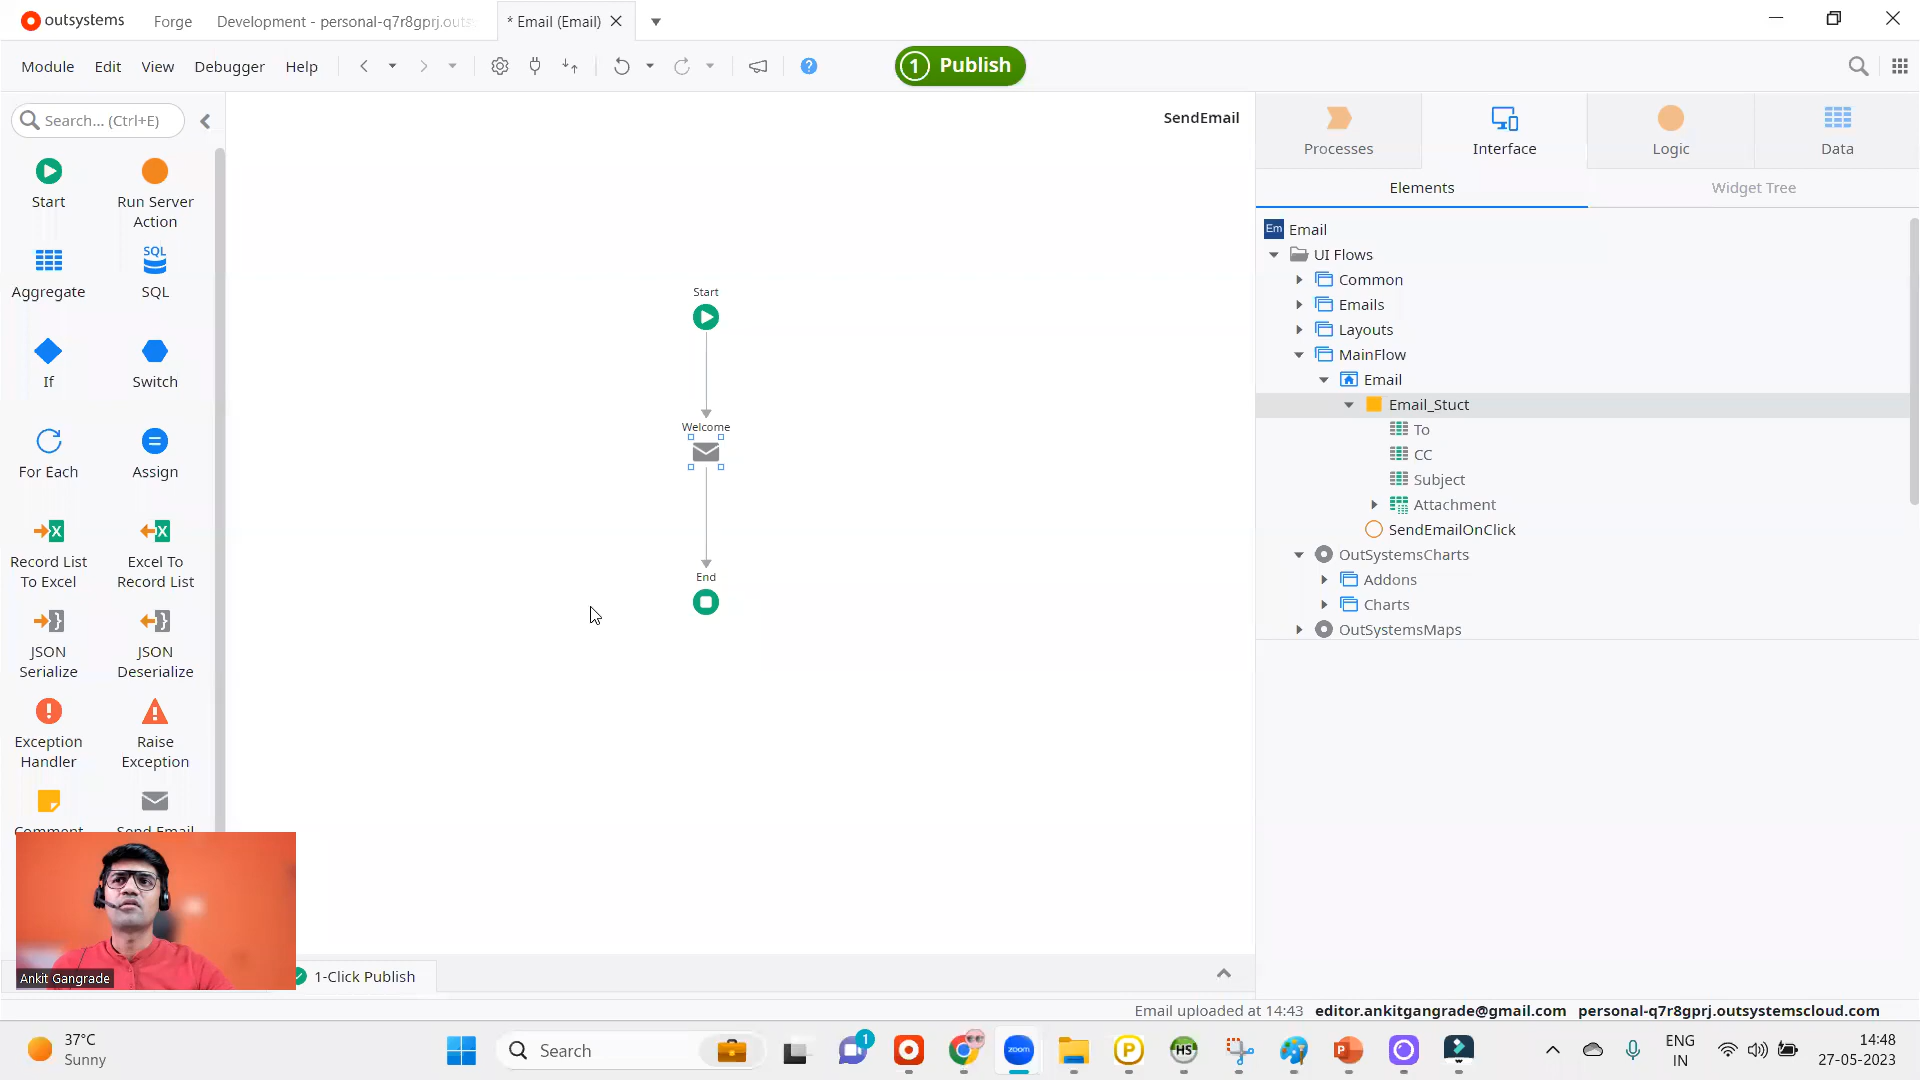 outsystems
Forge
Development - personal-q7r8gprj.outs
* Email (Email)
Module
Edit
View
Debugger
Help
1
Publish
Search... (Ctrl+E)
Start
Run Server
Action
SQL
Aggregate
SQL
If
Switch
For Each
Assign
Record List
To Excel
Excel To
Record List
JSON
Serialize
JSON
Deserialize
Exception
Handler
Raise
Exception
Comment
Send Email
SendEmail
Start
Welcome
End
Processes
Interface
Logic
Data
Elements
Widget Tree
Em
Email
UI Flows
Common
Emails
Layouts
MainFlow
Email
Email_Stuct
To
CC
Subject
Attachment
SendEmailOnClick
OutSystemsCharts
Addons
Charts
OutSystemsMaps
Ankit Gangrade
1-Click Publish
Email uploaded at 14:43
editor.ankitgangrade@gmail.com
personal-q7r8gprj.outsystemscloud.com
37°C
Sunny
Search
1
zoom
P
HS
P
ENG
IN
14:48
27-05-2023